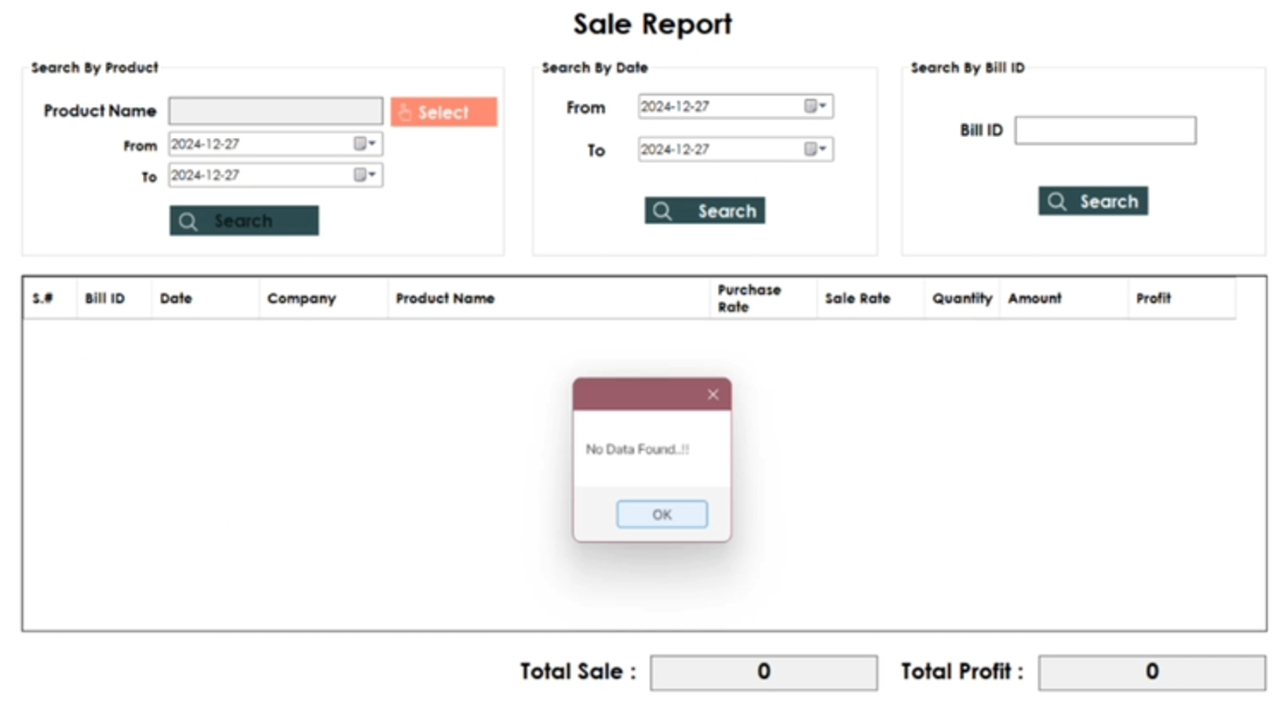 Sale Report
Search By Product
Product Name
Select
From 2024-12-27
To 2024-12-27
Search
Search By Date
From 2024-12-27
To 2024-12-27
Search
Search By Bill ID
Bill ID
Search
S.# Bill ID Date Company Product Name Purchase Rate Sale Rate Quantity Amount Profit
No Data Found..!!
OK
Total Sale : 0 Total Profit : 0